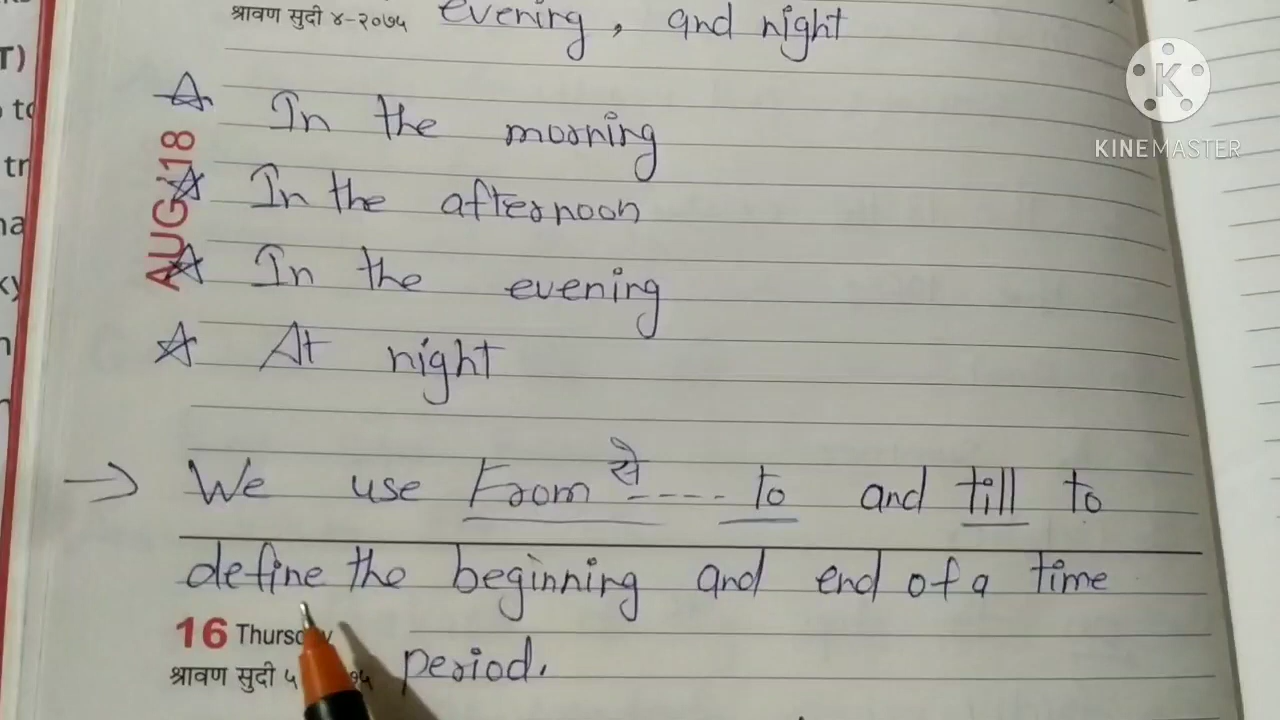 श्रावण सुदी ४-२०७५ evening, and night
In the morning
In the afternoon
In the evening
At night
AUG'18
→ We use From से ---- to and till to
define the beginning and end of a time
16 Thursday
श्रावण सुदी ५ period.
KINEMASTER